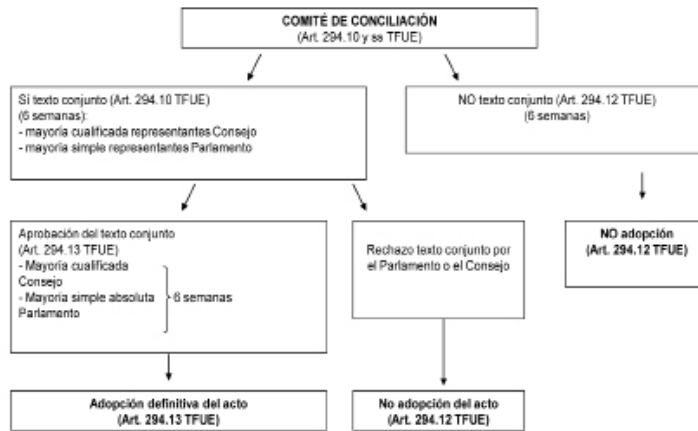 COMITÉ DE CONCILIACIÓN
(Art. 294.10 y ss TFUE)
Sí texto conjunto (Art. 294.10 TFUE)
(6 semanas):
- mayoría cualificada representantes Consejo
- mayoría simple representantes Parlamento
NO texto conjunto (Art. 294.12 TFUE)
(6 semanas)
Aprobación del texto conjunto
(Art. 294.13 TFUE)
- Mayoría cualificada
Consejo
- Mayoría simple absoluta
Parlamento
6 semanas
Rechazo texto conjunto por
el Parlamento o el Consejo
NO adopción
(Art. 294.12 TFUE)
Adopción definitiva del acto
(Art. 294.13 TFUE)
No adopción del acto
(Art. 294.12 TFUE)